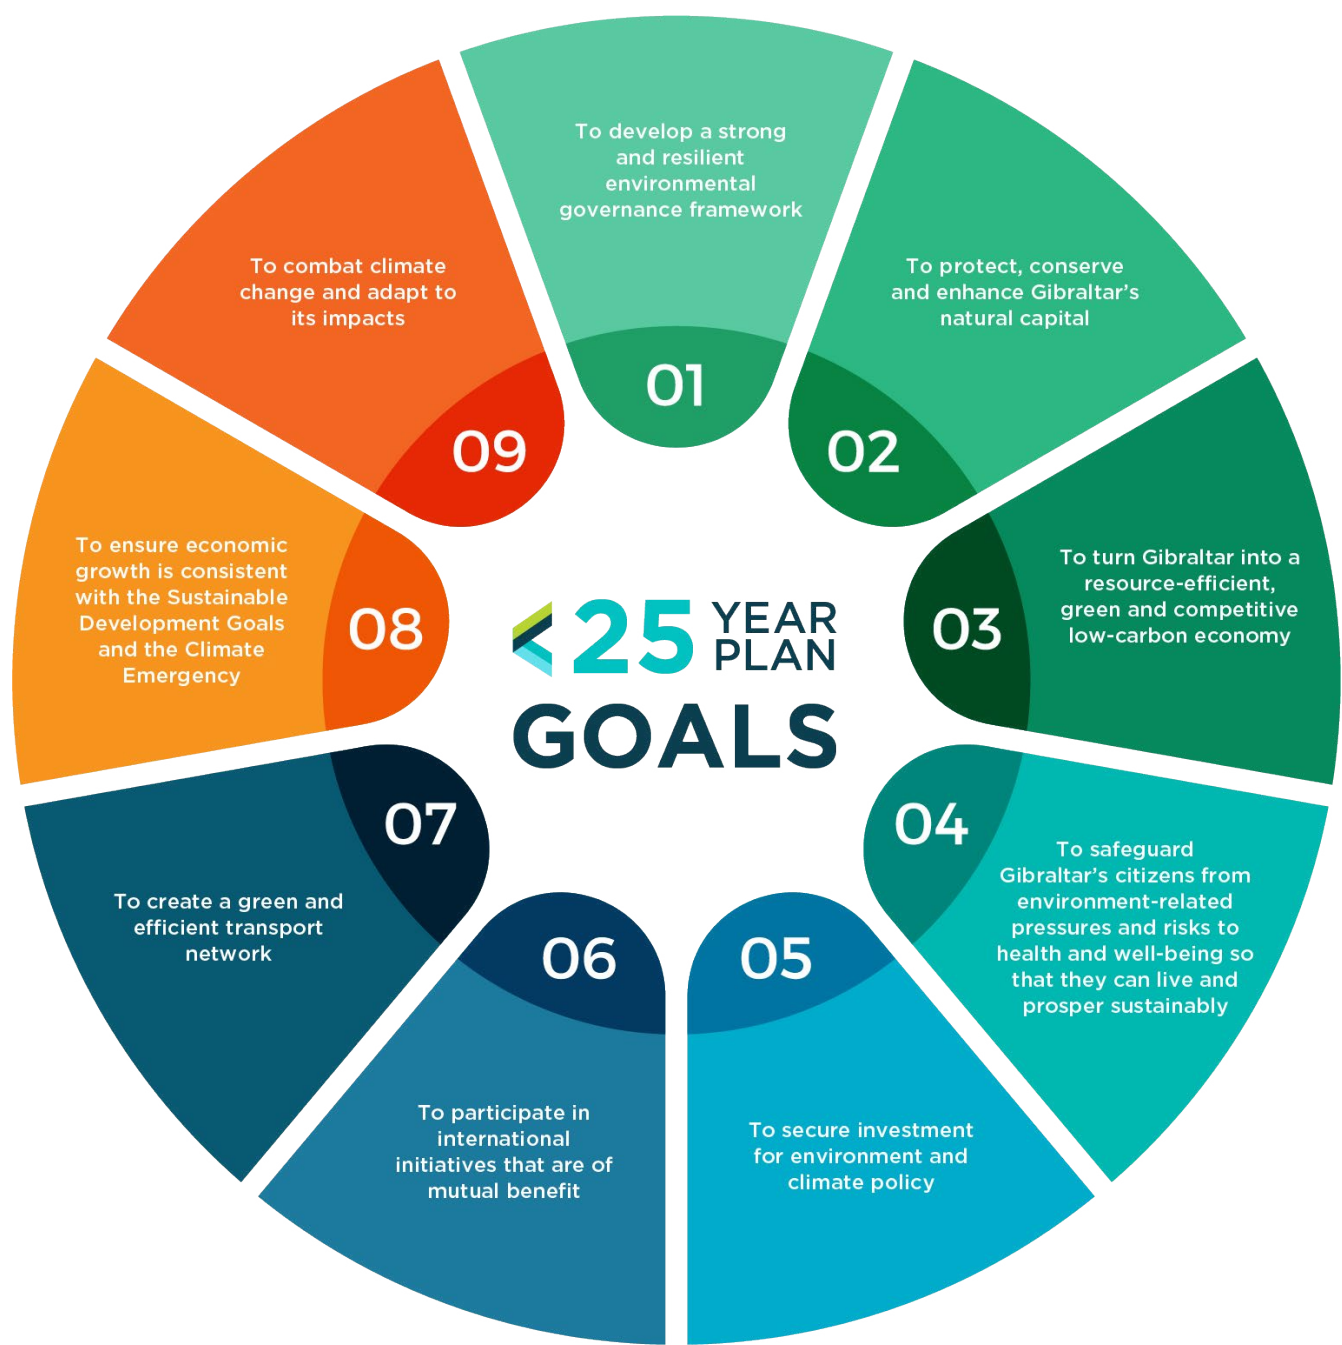 To develop a strong
and resilient
environmental
governance framework
01
To protect, conserve
and enhance Gibraltar's
natural capital
02
To turn Gibraltar into a
resource-efficient,
green and competitive
low-carbon economy
03
To safeguard
Gibraltar's citizens from
environment-related
pressures and risks to
health and well-being so
that they can live and
prosper sustainably
04
To secure investment
for environment and
climate policy
05
To participate in
international
initiatives that are of
mutual benefit
06
To create a green and
efficient transport
network
07
To ensure economic
growth is consistent
with the Sustainable
Development Goals
and the Climate
Emergency
08
To combat climate
change and adapt to
its impacts
09
25 YEAR
PLAN
GOALS